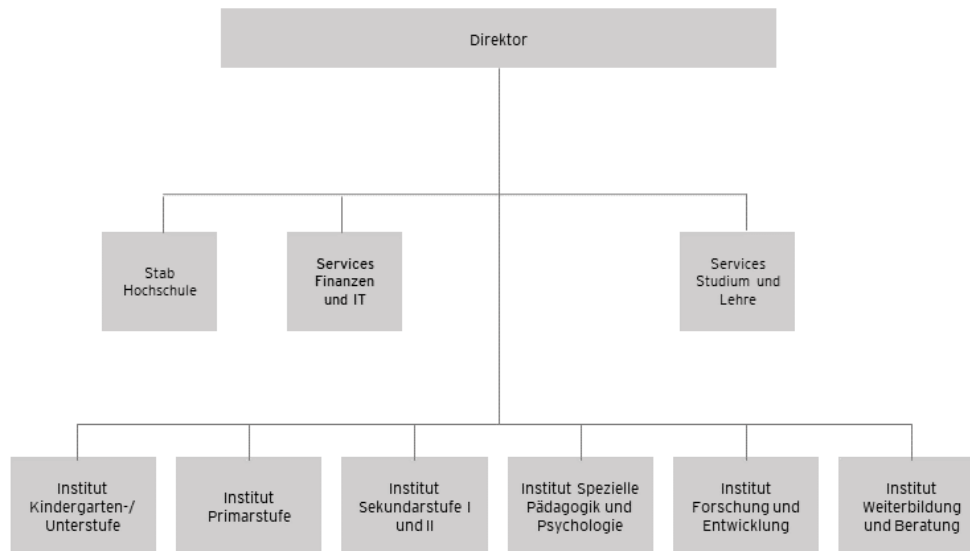 Direktor
Stab
Hochschule
Services
Finanzen
und IT
Services
Studium und
Lehre
Institut
Kindergarten-/
Unterstufe
Institut
Primarstufe
Institut
Sekundarstufe I
und II
Institut Spezielle
Pädagogik und
Psychologie
Institut
Forschung und
Entwicklung
Institut
Weiterbildung
und Beratung